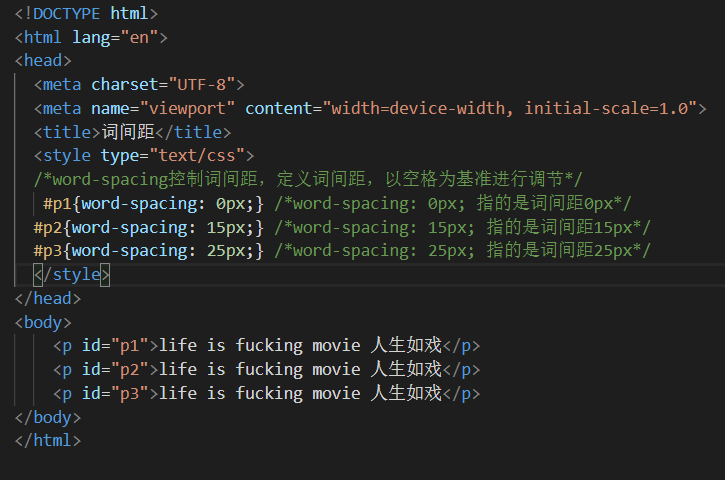 <!DOCTYPE html>
<html lang="en">
<head>
<meta charset="UTF-8">
<meta name="viewport" content="width=device-width, initial-scale=1.0">
<title>词间距</title>
<style type="text/css">
/*word-spacing控制词间距，定义词间距，以空格为基准进行调节*/
#p1{word-spacing: 0px;} /*word-spacing: 0px; 指的是词间距0px*/
#p2{word-spacing: 15px;} /*word-spacing: 15px; 指的是词间距15px*/
#p3{word-spacing: 25px;} /*word-spacing: 25px; 指的是词间距25px*/
</style>
</head>
<body>
<p id="p1">life is fucking movie 人生如戏</p>
<p id="p2">life is fucking movie 人生如戏</p>
<p id="p3">life is fucking movie 人生如戏</p>
</body>
</html>